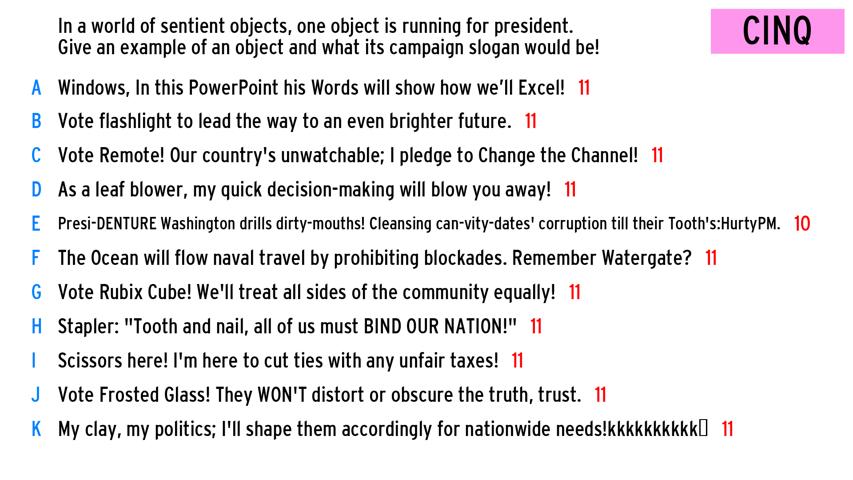 In a world of sentient objects, one object is running for president.
Give an example of an object and what its campaign slogan would be!
CINQ
A Windows, In this PowerPoint his Words will show how we'll Excel! 11
B Vote flashlight to lead the way to an even brighter future. 11
C Vote Remote! Our country's unwatchable; I pledge to Change the Channel! 11
D As a leaf blower, my quick decision-making will blow you away! 11
E Presi-DENTURE Washington drills dirty-mouths! Cleansing can-vity-dates' corruption till their Tooth's:HurtyPM. 10
F The Ocean will flow naval travel by prohibiting blockades. Remember Watergate? 11
G Vote Rubix Cube! We'll treat all sides of the community equally! 11
H Stapler: "Tooth and nail, all of us must BIND OUR NATION!" 11
I Scissors here! I'm here to cut ties with any unfair taxes! 11
J Vote Frosted Glass! They WON'T distort or obscure the truth, trust. 11
K My clay, my politics; I'll shape them accordingly for nationwide needs!kkkkkkkkkk▯ 11